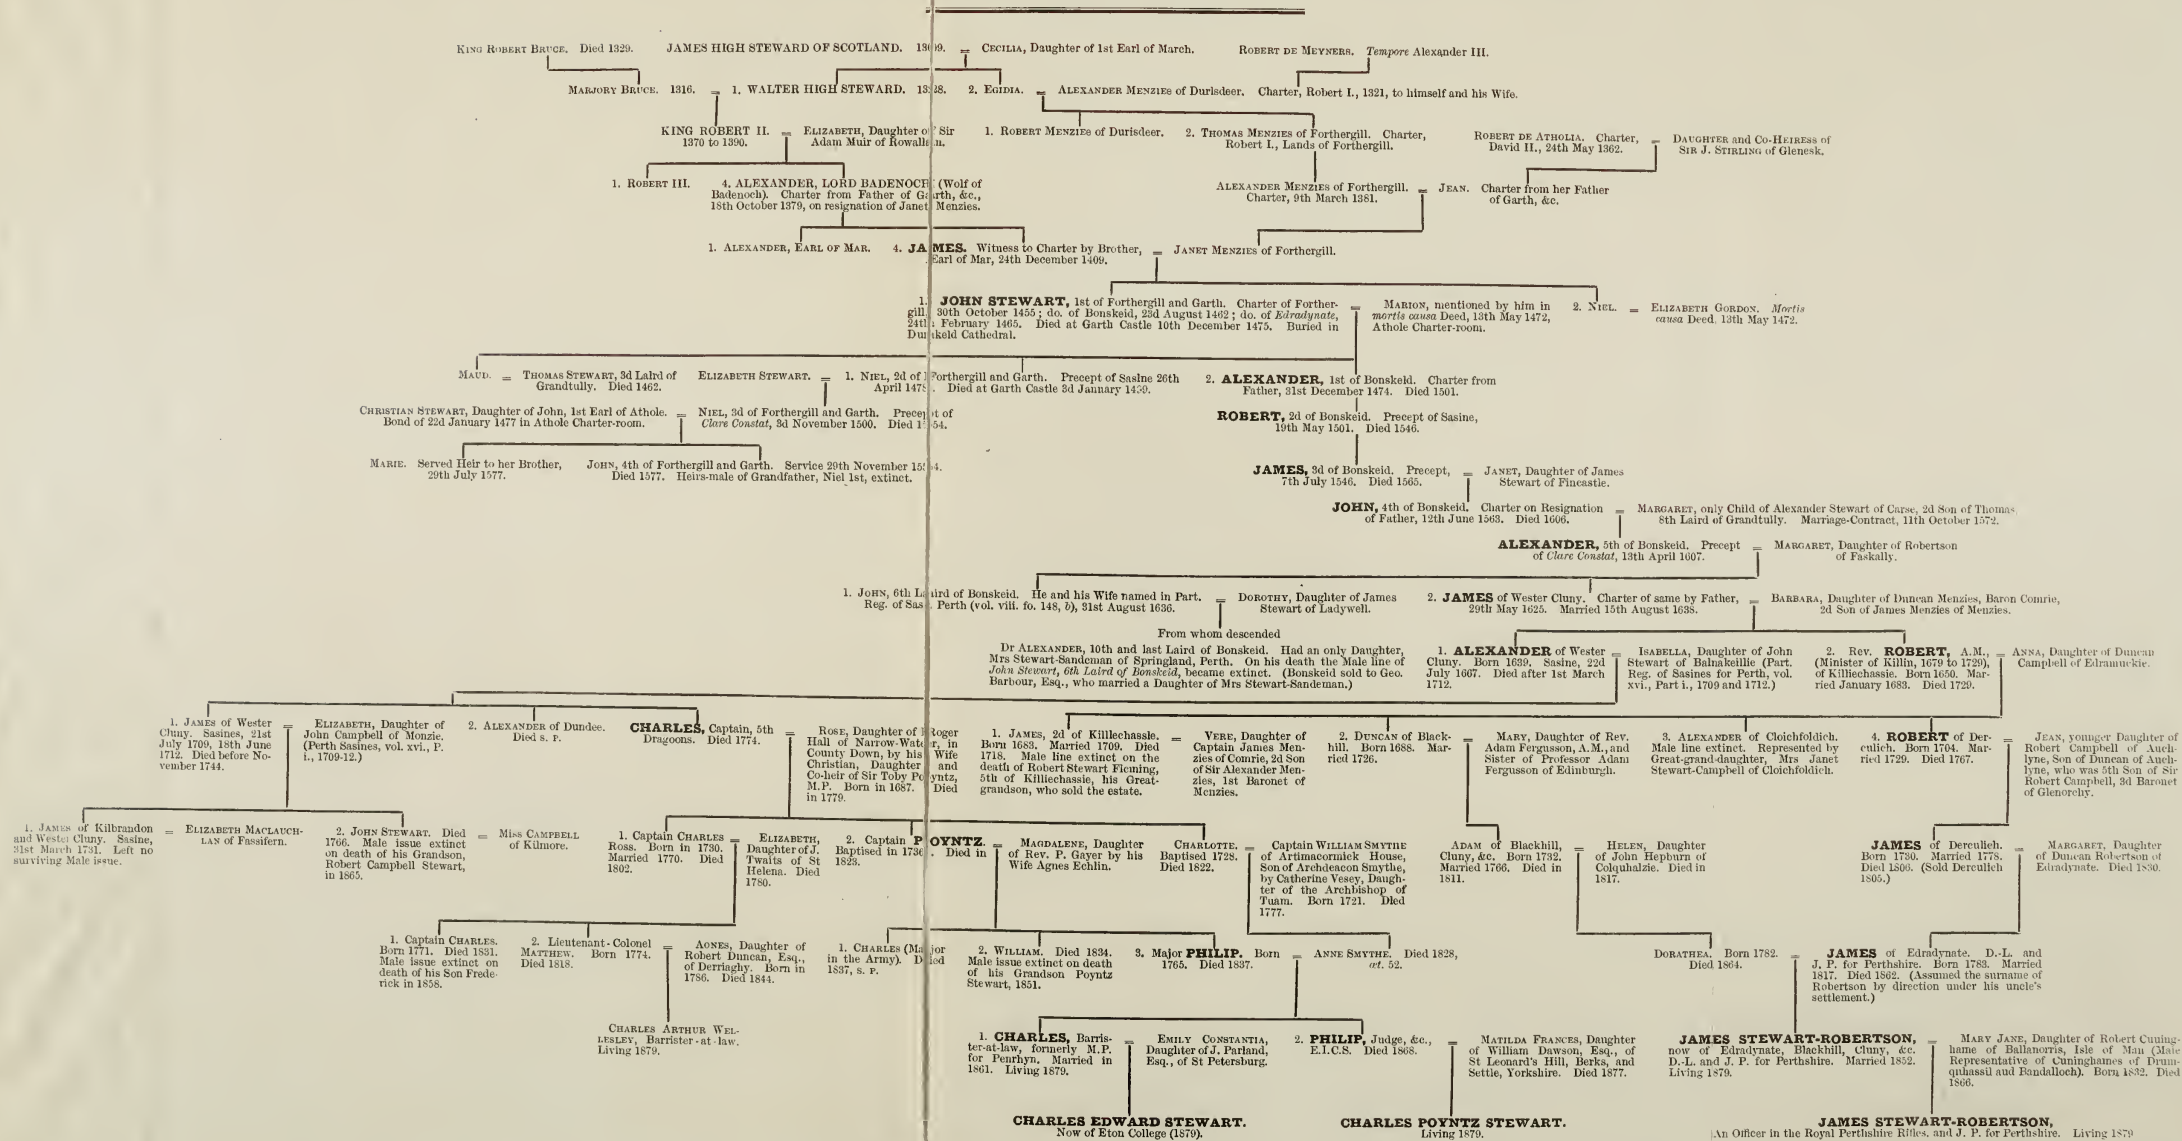 KING ROBERT BRUCE. Died 1329.
JAMES HIGH STEWARD OF SCOTLAND. 1309. = CECILIA, Daughter of 1st Earl of March.
ROBERT DE MEYNERS. Tempore Alexander III.
MARJORY BRUCE. 1316. = 1. WALTER HIGH STEWARD. 1328.
2. EGIDIA. = ALEXANDER MENZIES of Durisdeer. Charter, Robert I., 1321, to himself and his Wife.
KING ROBERT II.
1370 to 1390.
= ELIZABETH, Daughter of Sir
Adam Muir of Rowallan.
1. ROBERT MENZIES of Durisdeer.
2. THOMAS MENZIES of Forthergill. Charter,
Robert I., Lands of Forthergill.
ROBERT DE ATHOLIA. Charter,
David II., 24th May 1362.
= DAUGHTER and Co-HEIRESS of
SIR J. STIRLING of Glenesk.
1. ROBERT III.
4. ALEXANDER, LORD BADENOCH (Wolf of
Badenoch). Charter from Father of Garth, &c.,
18th October 1379, on resignation of Janet Menzies.
ALEXANDER MENZIES of Forthergill.
Charter, 9th March 1381.
= JEAN. Charter from her Father
of Garth, &c.
1. ALEXANDER, EARL OF MAR.
4. JAMES. Witness to Charter by Brother,
Earl of Mar, 24th December 1409.
= JANET MENZIES of Forthergill.
1. JOHN STEWART, 1st of Forthergill and Garth. Charter of Forther-
gill, 30th October 1455; do. of Bonskeid, 23d August 1462; do. of Edradynate,
24th February 1465. Died at Garth Castle 10th December 1475. Buried in
Dunkeld Cathedral.
= MARION, mentioned by him in
mortis causa Deed, 13th May 1472,
Athole Charter-room.
2. NIEL. = ELIZABETH GORDON. Mortis
causa Deed, 13th May 1472.
MAUD. = THOMAS STEWART, 3d Laird of
Grandtully. Died 1462.
ELIZABETH STEWART. = 1. NIEL, 2d of Forthergill and Garth. Precept of Sasine 26th
April 1475. Died at Garth Castle 3d January 1499.
2. ALEXANDER, 1st of Bonskeid. Charter from
Father, 31st December 1474. Died 1501.
CHRISTIAN STEWART, Daughter of John, 1st Earl of Athole.
Bond of 22d January 1477 in Athole Charter-room.
= NIEL, 3d of Forthergill and Garth. Precept of
Clare Constat, 3d November 1500. Died 1554.
ROBERT, 2d of Bonskeid. Precept of Sasine,
19th May 1501. Died 1546.
MARIE. Served Heir to her Brother,
29th July 1577.
JOHN, 4th of Forthergill and Garth. Service 29th November 1554.
Died 1577. Heirs-male of Grandfather, Niel 1st, extinct.
JAMES, 3d of Bonskeid. Precept,
7th July 1546. Died 1565.
= JANET, Daughter of James
Stewart of Fincastle.
JOHN, 4th of Bonskeid. Charter on Resignation
of Father, 12th June 1563. Died 1606.
= MARGARET, only Child of Alexander Stewart of Carse, 2d Son of Thomas
8th Laird of Grandtully. Marriage-Contract, 11th October 1572.
ALEXANDER, 5th of Bonskeid. Precept
of Clare Constat, 13th April 1607.
= MARGARET, Daughter of Robertson
of Faskally.
1. JOHN, 6th Laird of Bonskeid. He and his Wife named in Part.
Reg. of Sas. Perth (vol. viii. fo. 148, b), 31st August 1636.
= DOROTHY, Daughter of James
Stewart of Ladywell.
2. JAMES of Wester Cluny. Charter of same by Father,
29th May 1625. Married 15th August 1638.
= BARBARA, Daughter of Duncan Menzies, Baron Comrie,
2d Son of James Menzies of Menzies.
From whom descended
Dr ALEXANDER, 10th and last Laird of Bonskeid. Had an only Daughter,
Mrs Stewart-Sandeman of Springland, Perth. On his death the Male line of
John Stewart, 6th Laird of Bonskeid, became extinct. (Bonskeid sold to Geo.
Barbour, Esq., who married a Daughter of Mrs Stewart-Sandeman.)
1. ALEXANDER of Wester
Cluny. Born 1639. Sasine, 22d
July 1667. Died after 1st March
1712.
= ISABELLA, Daughter of John
Stewart of Balnakeillie (Part.
Reg. of Sasines for Perth, vol.
xvi., Part i., 1709 and 1712.)
2. Rev. ROBERT, A.M.,
(Minister of Killin, 1679 to 1729),
of Killiechassie. Born 1650. Mar-
ried January 1683. Died 1729.
= ANNA, Daughter of Duncan
Campbell of Edramuckie.
1. JAMES of Wester
Cluny. Sasines, 21st
July 1709, 18th June
1712. Died before No-
vember 1744.
= ELIZABETH, Daughter of
John Campbell of Monzie.
(Perth Sasines, vol. xvi., P.
i., 1709-12.)
2. ALEXANDER of Dundee.
Died s. p.
CHARLES, Captain, 5th
Dragoons. Died 1774.
= ROSE, Daughter of Roger
Hall of Narrow-Water, in
County Down, by his Wife
Christian, Daughter and
Co-heir of Sir Toby Poyntz,
M.P. Born in 1687. Died
in 1779.
1. JAMES, 2d of Killiechassie.
Born 1683. Married 1709. Died
1718. Male line extinct on the
death of Robert Stewart Fleming,
5th of Killiechassie, his Great-
grandson, who sold the estate.
= VERE, Daughter of
Captain James Men-
zies of Comrie, 2d Son
of Sir Alexander Men-
zies, 1st Baronet of
Menzies.
2. DUNCAN of Black-
hill. Born 1688. Mar-
ried 1726.
= MARY, Daughter of Rev.
Adam Fergusson, A.M., and
Sister of Professor Adam
Fergusson of Edinburgh.
3. ALEXANDER of Cloichfoldich.
Male line extinct. Represented by
Great-grand-daughter, Mrs Janet
Stewart-Campbell of Cloichfoldich.
4. ROBERT of Der-
culich. Born 1704. Mar-
ried 1729. Died 1767.
= JEAN, younger Daughter of
Robert Campbell of Auch-
lyne, Son of Duncan of Auch-
lyne, who was 5th Son of Sir
Robert Campbell, 3d Baronet
of Glenorchy.
1. JAMES of Kilbrandon
and Wester Cluny. Sasine,
31st March 1731. Left no
surviving Male issue.
= ELIZABETH MACLAUCH-
LAN of Fassifern.
2. JOHN STEWART. Died
1766. Male issue extinct
on death of his Grandson,
Robert Campbell Stewart,
in 1865.
= MISS CAMPBELL
of Kilmore.
1. Captain CHARLES
Ross. Born in 1730.
Married 1770. Died
1802.
= ELIZABETH,
Daughter of J.
Twaits of St
Helena. Died
1780.
2. Captain POYNTZ.
Baptised in 1736. Died in
1823.
= MAGDALENE, Daughter
of Rev. P. Gayer by his
Wife Agnes Echlin.
CHARLOTTE.
Baptised 1728.
Died 1822.
= Captain WILLIAM SMYTHE
of Artimacormick House,
Son of Archdeacon Smythe,
by Catherine Vesey, Daugh-
ter of the Archbishop of
Tuam. Born 1721. Died
1777.
ADAM of Blackhill,
Cluny, &c. Born 1732.
Married 1766. Died in
1811.
= HELEN, Daughter
of John Hepburn of
Colquhalzie. Died in
1817.
JAMES of Derculich.
Born 1730. Married 1778.
Died 1806. (Sold Derculich
1805.)
= MARGARET, Daughter
of Duncan Robertson of
Edradynate. Died 1830.
1. Captain CHARLES.
Born 1771. Died 1831.
Male issue extinct on
death of his Son Frede-
rick in 1858.
2. Lieutenant-Colonel
MATTHEW. Born 1774.
Died 1818.
= AGNES, Daughter of
Robert Duncan, Esq.,
of Derriaghy. Born in
1786. Died 1844.
1. CHARLES (Major
in the Army). Died
1837, s. p.
2. WILLIAM. Died 1834.
Male issue extinct on death
of his Grandson Poyntz
Stewart, 1851.
3. Major PHILIP. Born
1765. Died 1837.
= ANNE SMYTHE. Died 1828,
æt. 52.
DORATHEA. Born 1782.
Died 1864.
= JAMES of Edradynate. D.-L. and
J. P. for Perthshire. Born 1783. Married
1817. Died 1862. (Assumed the surname of
Robertson by direction under his uncle's
settlement.)
CHARLES ARTHUR WEL-
LESLEY, Barrister-at-law.
Living 1879.
1. CHARLES, Barris-
ter-at-law, formerly M.P.
for Penrhyn. Married in
1861. Living 1879.
= EMILY CONSTANTIA,
Daughter of J. Parland,
Esq., of St Petersburg.
2. PHILIP, Judge, &c.,
E.I.C.S. Died 1868.
= MATILDA FRANCES, Daughter
of William Dawson, Esq., of
St Leonard's Hill, Berks, and
Settle, Yorkshire. Died 1877.
JAMES STEWART-ROBERTSON,
now of Edradynate, Blackhill, Cluny, &c.
D.-L. and J. P. for Perthshire. Married 1852.
Living 1879.
= MARY JANE, Daughter of Robert Cuning-
hame of Ballanorris, Isle of Man (Male
Representative of Cuninghames of Drum-
quhassil and Bandalloch). Born 1832. Died
1866.
CHARLES EDWARD STEWART.
Now of Eton College (1879).
CHARLES POYNTZ STEWART.
Living 1879.
JAMES STEWART-ROBERTSON,
An Officer in the Royal Perthshire Rifles, and J. P. for Perthshire. Living 1879